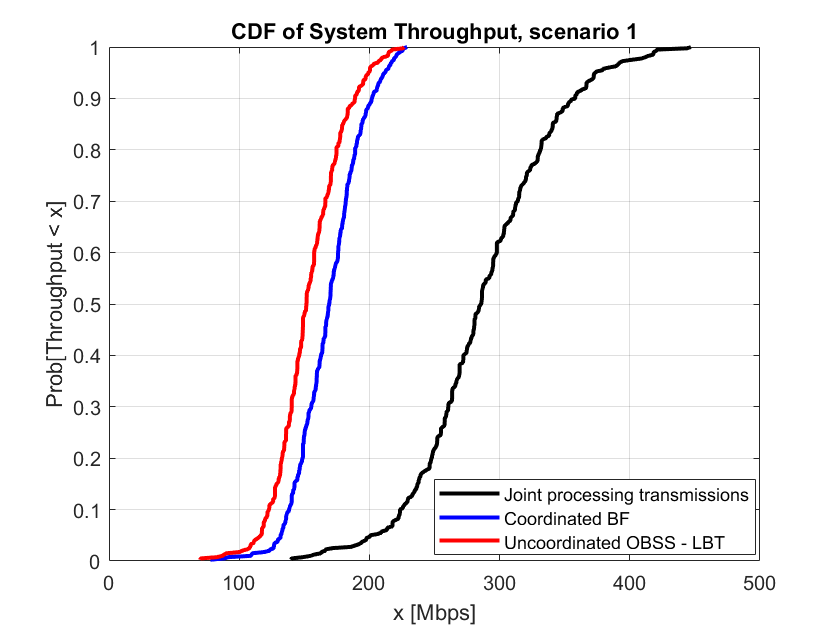 CDF of System Throughput, scenario 1
Prob[Throughput < x]
1
0.9
0.8
0.7
0.6
0.5
0.4
0.3
0.2
0.1
0
Joint processing transmissions
Coordinated BF
Uncoordinated OBSS - LBT
0 100 200 300 400 500
x [Mbps]